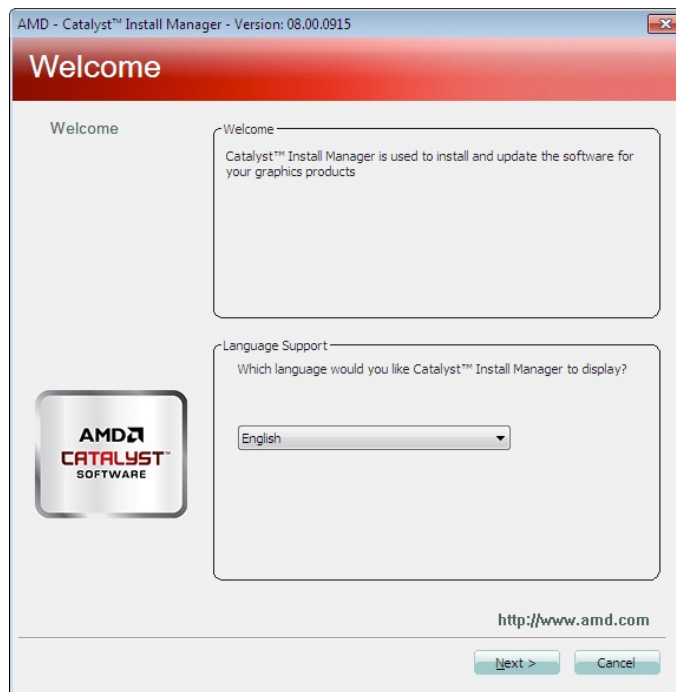 AMD - Catalyst™ Install Manager - Version: 08.00.0915
Welcome
Welcome
Welcome
Catalyst™ Install Manager is used to install and update the software for
your graphics products
Language Support
Which language would you like Catalyst™ Install Manager to display?
English
AMD
CATALYST™
SOFTWARE
http://www.amd.com
Next >
Cancel